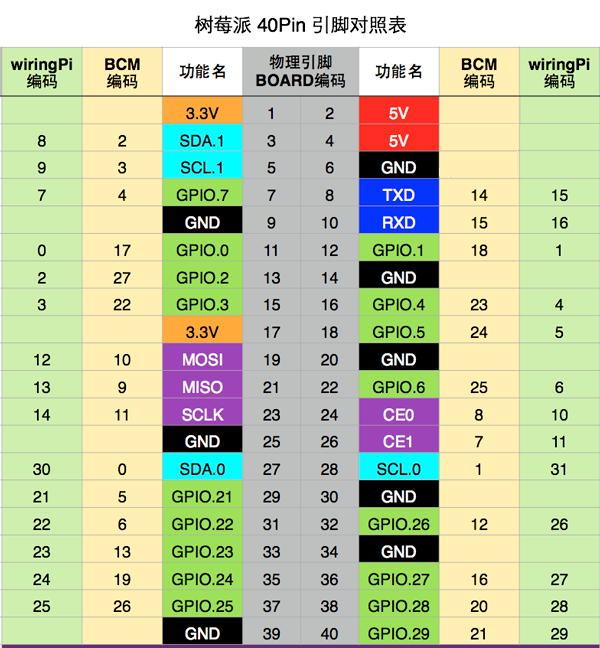 树莓派 40Pin 引脚对照表
wiringPi 编码 BCM 编码 功能名 物理引脚 BOARD编码 功能名 BCM 编码 wiringPi 编码
3.3V 1 2 5V
8 2 SDA.1 3 4 5V
9 3 SCL.1 5 6 GND
7 4 GPIO.7 7 8 TXD 14 15
GND 9 10 RXD 15 16
0 17 GPIO.0 11 12 GPIO.1 18 1
2 27 GPIO.2 13 14 GND
3 22 GPIO.3 15 16 GPIO.4 23 4
3.3V 17 18 GPIO.5 24 5
12 10 MOSI 19 20 GND
13 9 MISO 21 22 GPIO.6 25 6
14 11 SCLK 23 24 CE0 8 10
GND 25 26 CE1 7 11
30 0 SDA.0 27 28 SCL.0 1 31
21 5 GPIO.21 29 30 GND
22 6 GPIO.22 31 32 GPIO.26 12 26
23 13 GPIO.23 33 34 GND
24 19 GPIO.24 35 36 GPIO.27 16 27
25 26 GPIO.25 37 38 GPIO.28 20 28
GND 39 40 GPIO.29 21 29